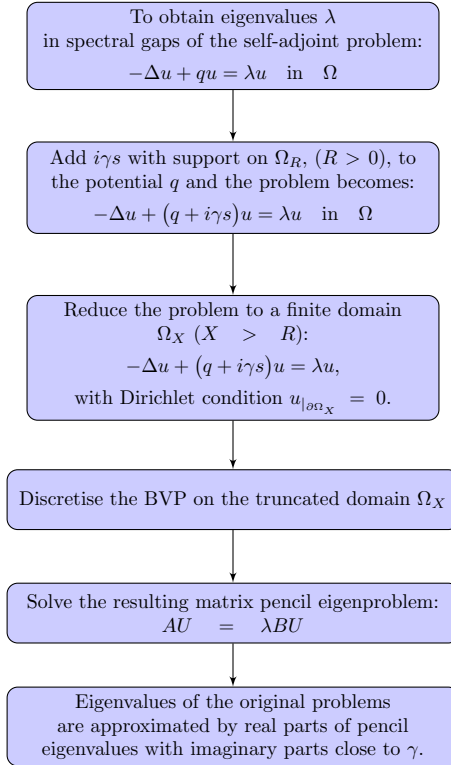 To obtain eigenvalues λ
in spectral gaps of the self-adjoint problem:
−Δu + qu = λu in Ω
Add iγs with support on Ω_R, (R > 0), to
the potential q and the problem becomes:
−Δu + (q + iγs)u = λu in Ω
Reduce the problem to a finite domain
Ω_X (X > R):
−Δu + (q + iγs)u = λu,
with Dirichlet condition u_{|∂Ω_X} = 0.
Discretise the BVP on the truncated domain Ω_X
Solve the resulting matrix pencil eigenproblem:
AU = λBU
Eigenvalues of the original problems
are approximated by real parts of pencil
eigenvalues with imaginary parts close to γ.